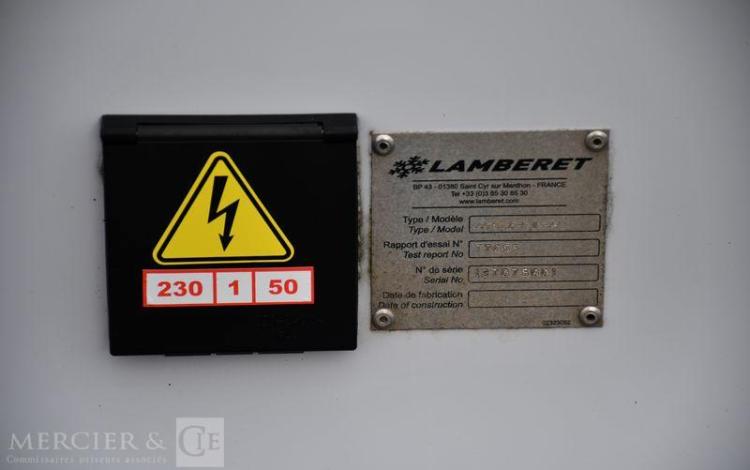 230 1 50
LAMBERET
BP 43 - 01380 Saint Cyr sur Menthon - FRANCE
Tel +33 (0)3 85 30 85 30
www.lamberet.com
Type / Modèle
Type / Model
Rapport d'essai N°
Test report No
N° de série
Serial No
Date de fabrication
Date of construction
02323052
MERCIER & CIE
Commissaires priseurs associés